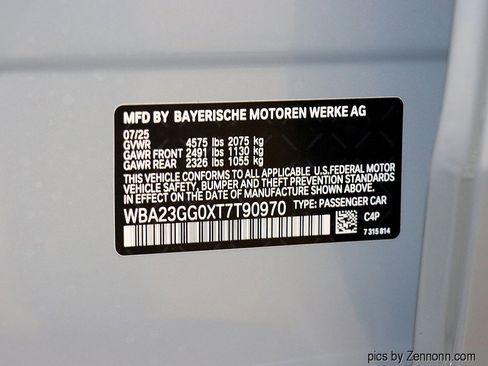 MFD BY BAYERISCHE MOTOREN WERKE AG
07/25
GVWR 4575 lbs 2075 kg
GAWR FRONT 2491 lbs 1130 kg
GAWR REAR 2326 lbs 1055 kg
THIS VEHICLE CONFORMS TO ALL APPLICABLE U.S.FEDERAL MOTOR
VEHICLE SAFETY, BUMPER AND THEFT PREVENTION STANDARDS
IN EFFECT ON THE DATE OF MANUFACTURE SHOWN ABOVE.
WBA23GG0XT7T90970 TYPE: PASSENGER CAR
C4P
7 315 814
pics by Zennonn.com